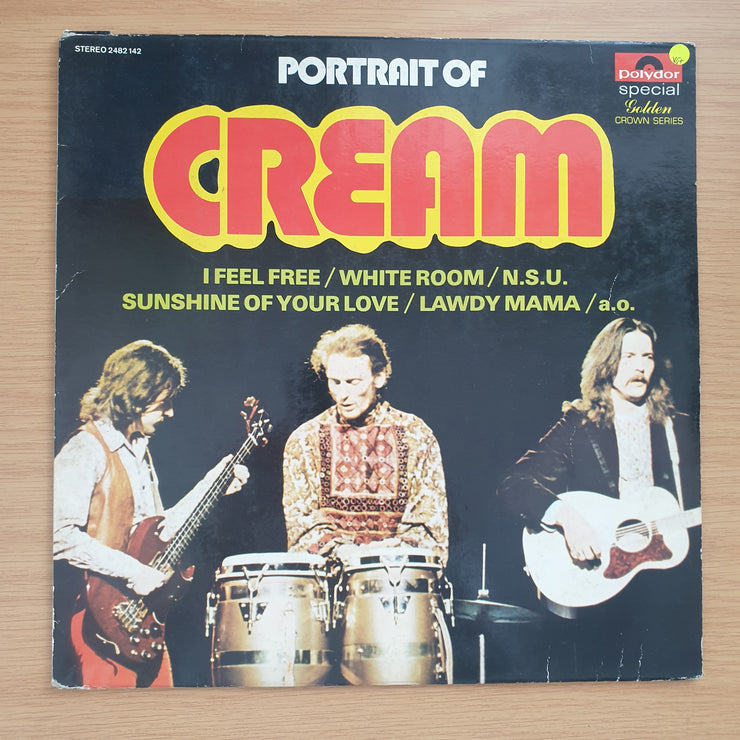 STEREO 2482 142
PORTRAIT OF
CREAM
polydor
special
Golden
CROWN SERIES
I FEEL FREE / WHITE ROOM / N.S.U.
SUNSHINE OF YOUR LOVE / LAWDY MAMA / a.o.